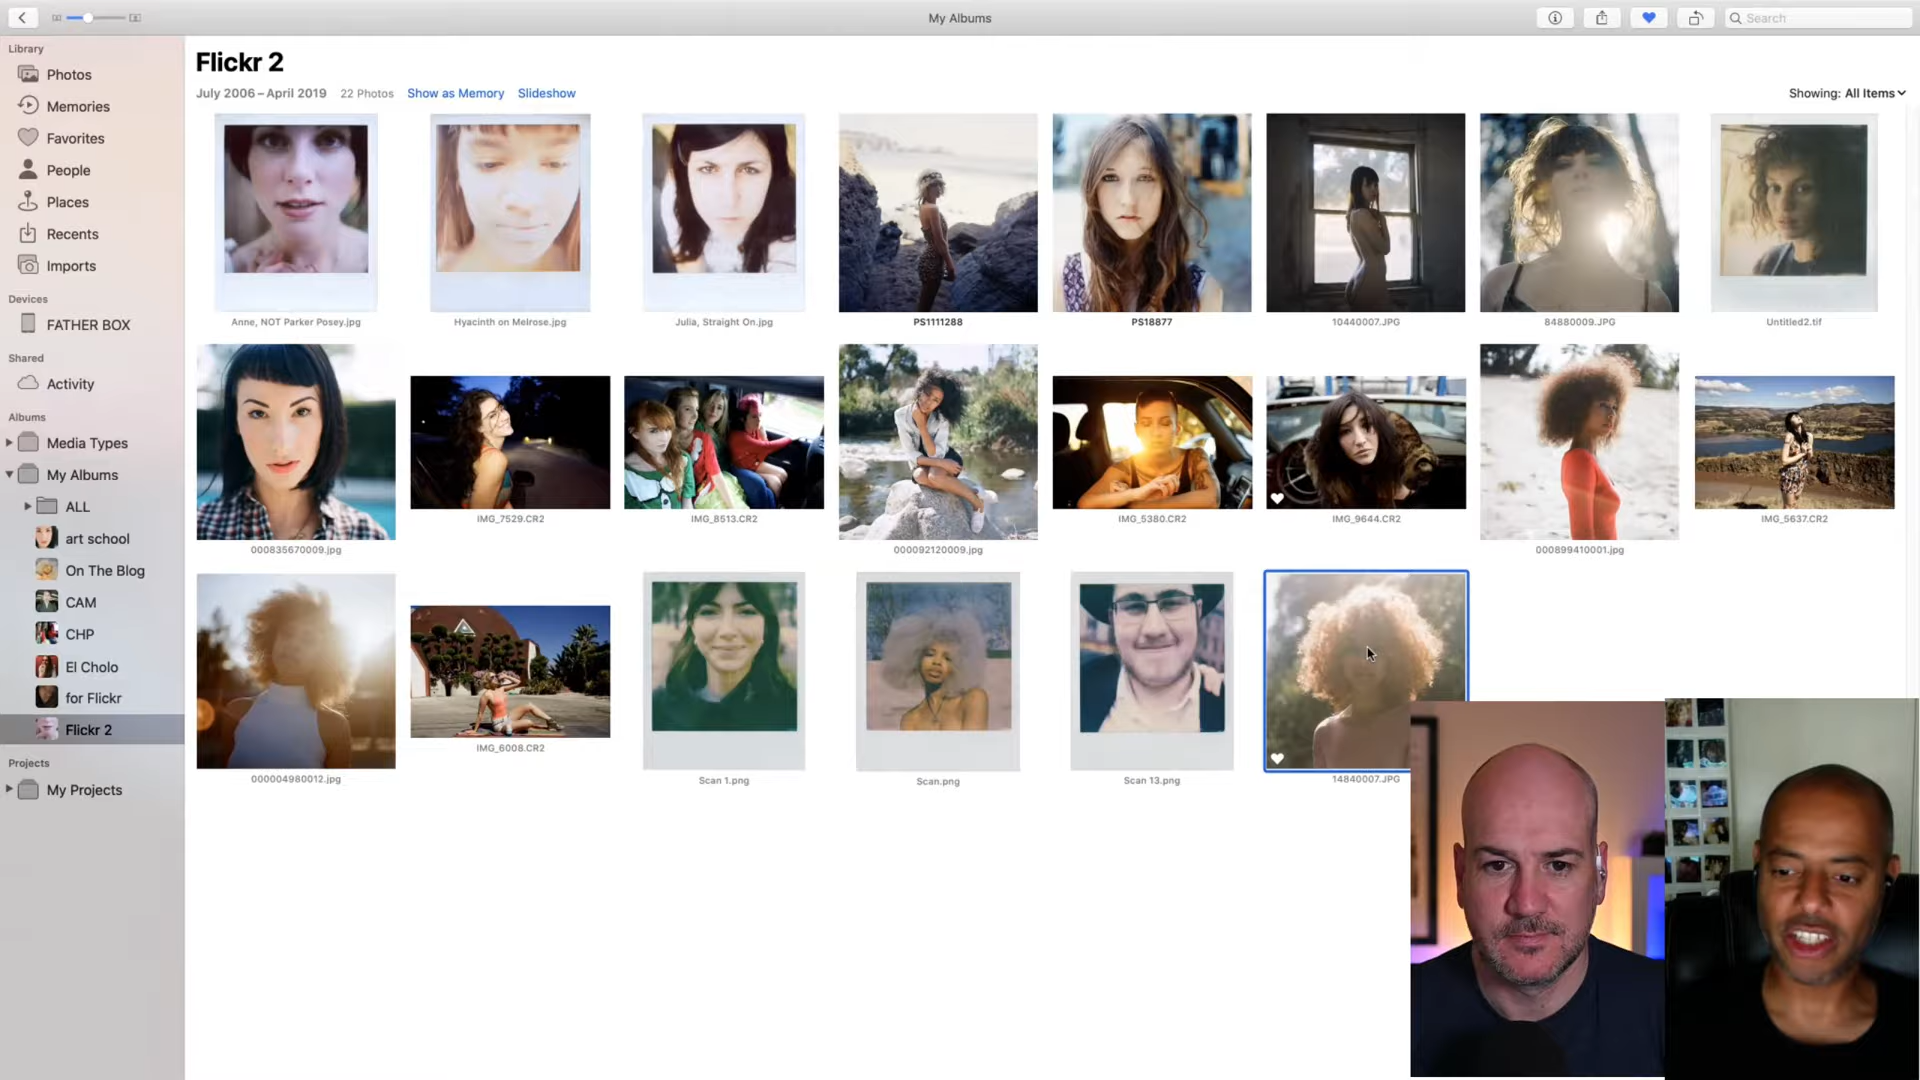 My Albums
Search
Library
Photos
Memories
Favorites
People
Places
Recents
Imports
Devices
FATHER BOX
Shared
Activity
Albums
Media Types
My Albums
ALL
art school
On The Blog
CAM
CHP
El Cholo
for Flickr
Flickr 2
Projects
My Projects
Flickr 2
July 2006 – April 2019 22 Photos Show as Memory Slideshow
Showing: All Items
Anne, NOT Parker Posey.jpg
Hyacinth on Melrose.jpg
Julia, Straight On.jpg
PS1111288
PS18877
10440007.JPG
84880009.JPG
Untitled2.tif
000835670009.jpg
IMG_7529.CR2
IMG_8513.CR2
000092120009.jpg
IMG_5380.CR2
IMG_9644.CR2
000899410001.jpg
IMG_5637.CR2
000004980012.jpg
IMG_6008.CR2
Scan 1.png
Scan.png
Scan 13.png
14840007.JPG